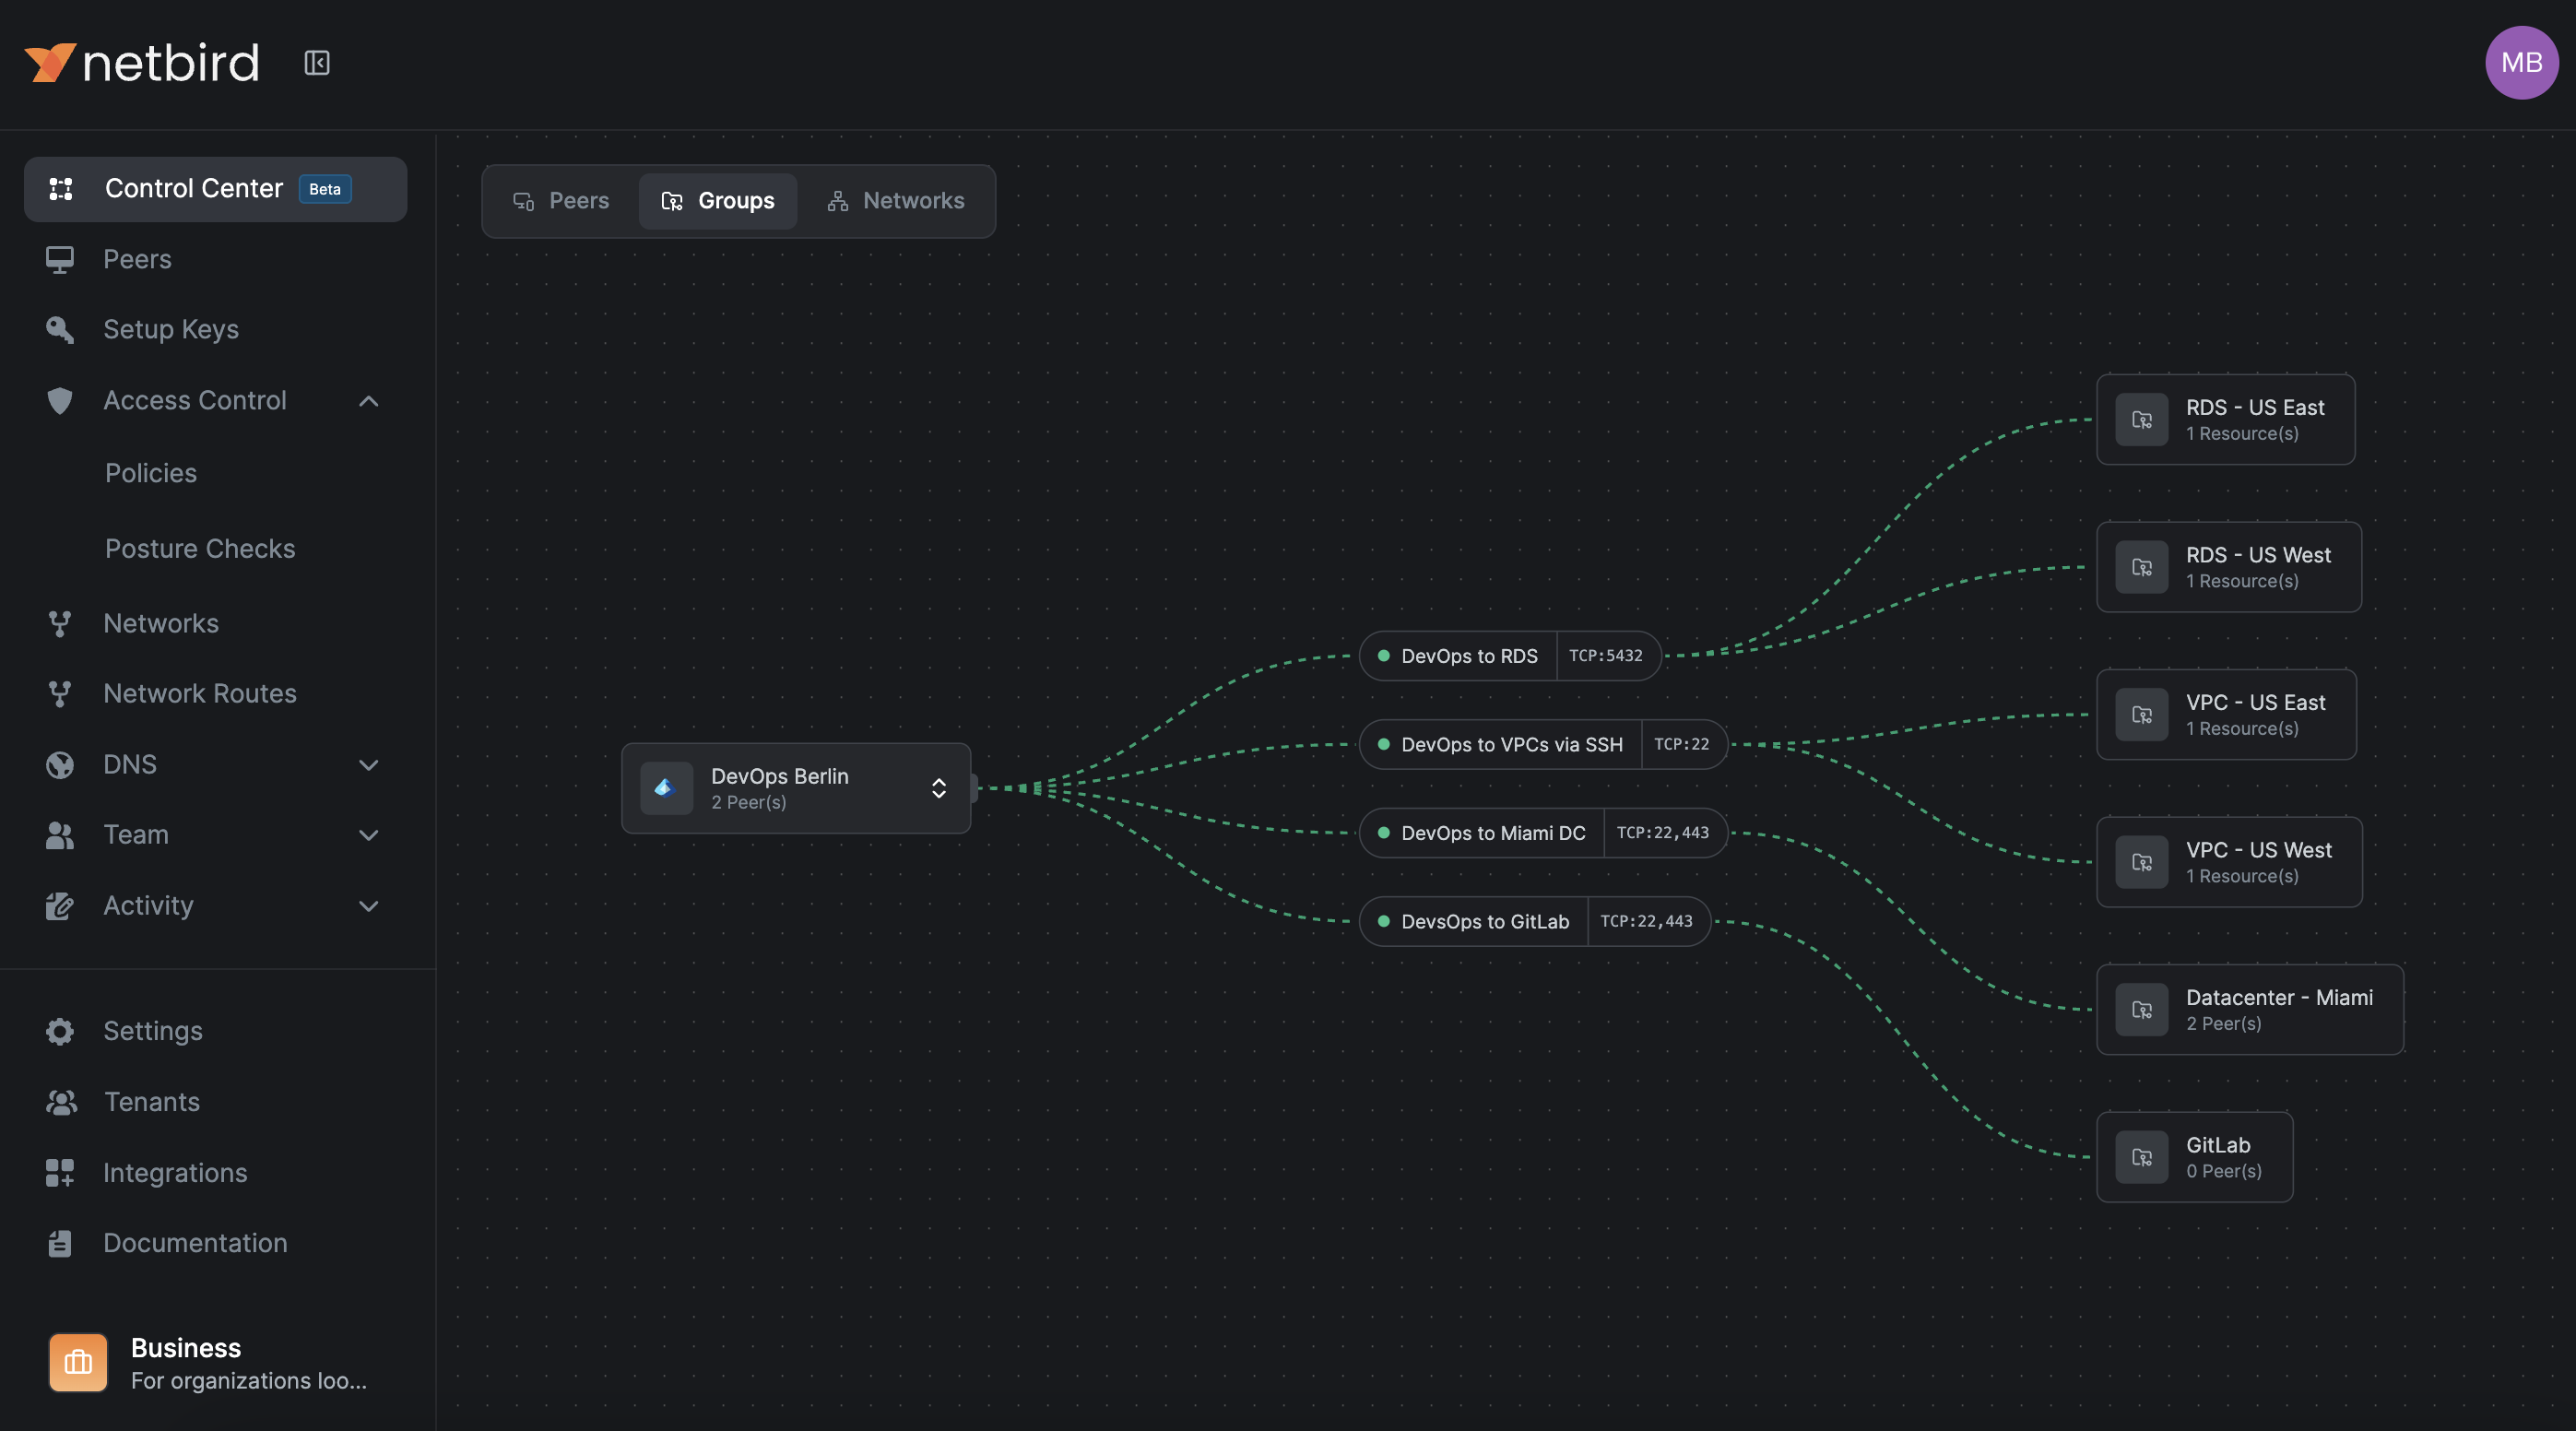 netbird
MB
Control Center Beta
Peers
Setup Keys
Access Control
Policies
Posture Checks
Networks
Network Routes
DNS
Team
Activity
Settings
Tenants
Integrations
Documentation
Business
For organizations loo...
Peers
Groups
Networks
DevOps Berlin
2 Peer(s)
DevOps to RDS TCP:5432
DevOps to VPCs via SSH TCP:22
DevOps to Miami DC TCP:22,443
DevsOps to GitLab TCP:22,443
RDS - US East
1 Resource(s)
RDS - US West
1 Resource(s)
VPC - US East
1 Resource(s)
VPC - US West
1 Resource(s)
Datacenter - Miami
2 Peer(s)
GitLab
0 Peer(s)